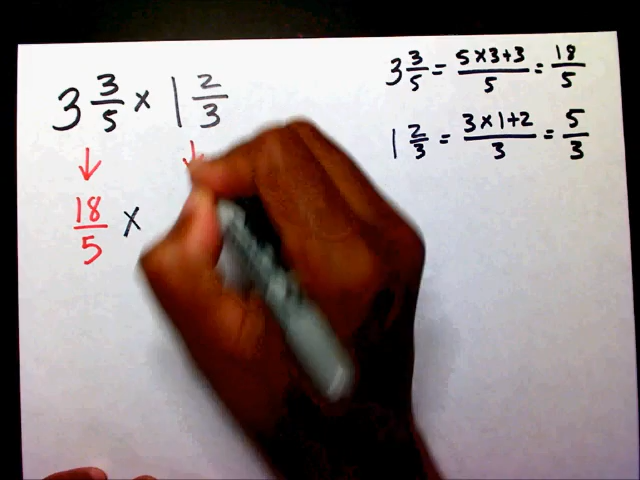 3 3/5 × 1 2/3
18/5 ×
3 3/5 = 5×3+3/5 = 18/5
1 2/3 = 3×1+2/3 = 5/3